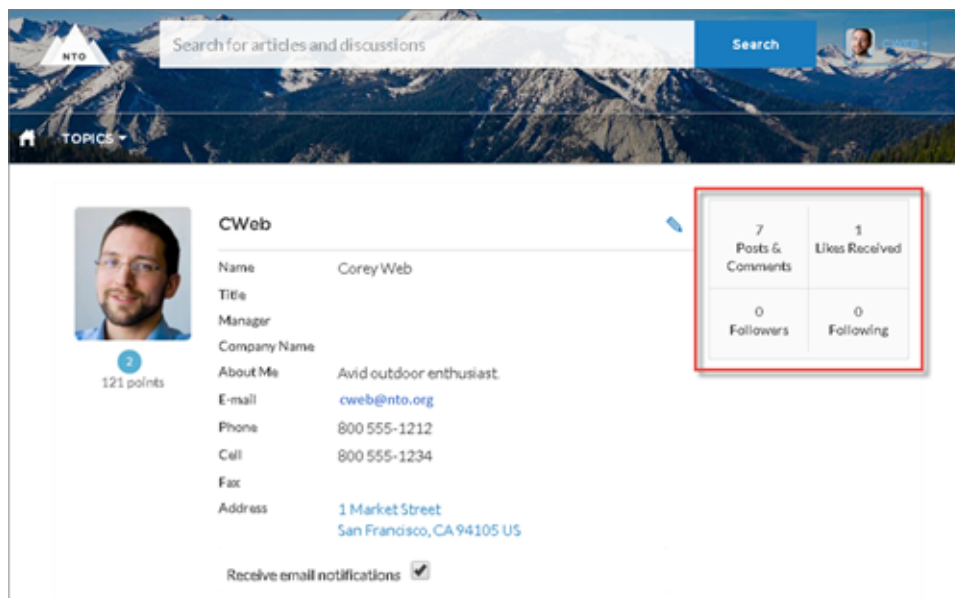 NTO
Search for articles and discussions
Search
CWEB
TOPICS
CWeb
Name Corey Web
Title
Manager
Company Name
About Me Avid outdoor enthusiast.
E-mail cweb@nto.org
Phone 800 555-1212
Cell 800 555-1234
Fax
Address 1 Market Street
San Francisco, CA 94105 US
Receive email notifications
2
121 points
7
Posts &
Comments
1
Likes Received
0
Followers
0
Following